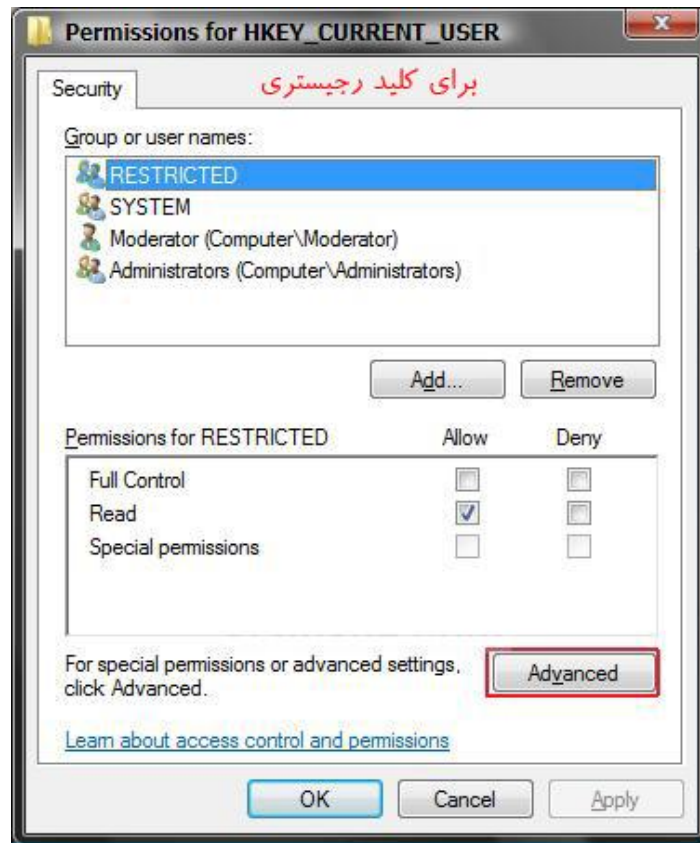 Permissions for HKEY_CURRENT_USER
Security
برای کلید رجیستری
Group or user names:
RESTRICTED
SYSTEM
Moderator (Computer\Moderator)
Administrators (Computer\Administrators)
Add...
Remove
Permissions for RESTRICTED Allow Deny
Full Control
Read
Special permissions
For special permissions or advanced settings,
click Advanced.
Advanced
Learn about access control and permissions
OK
Cancel
Apply